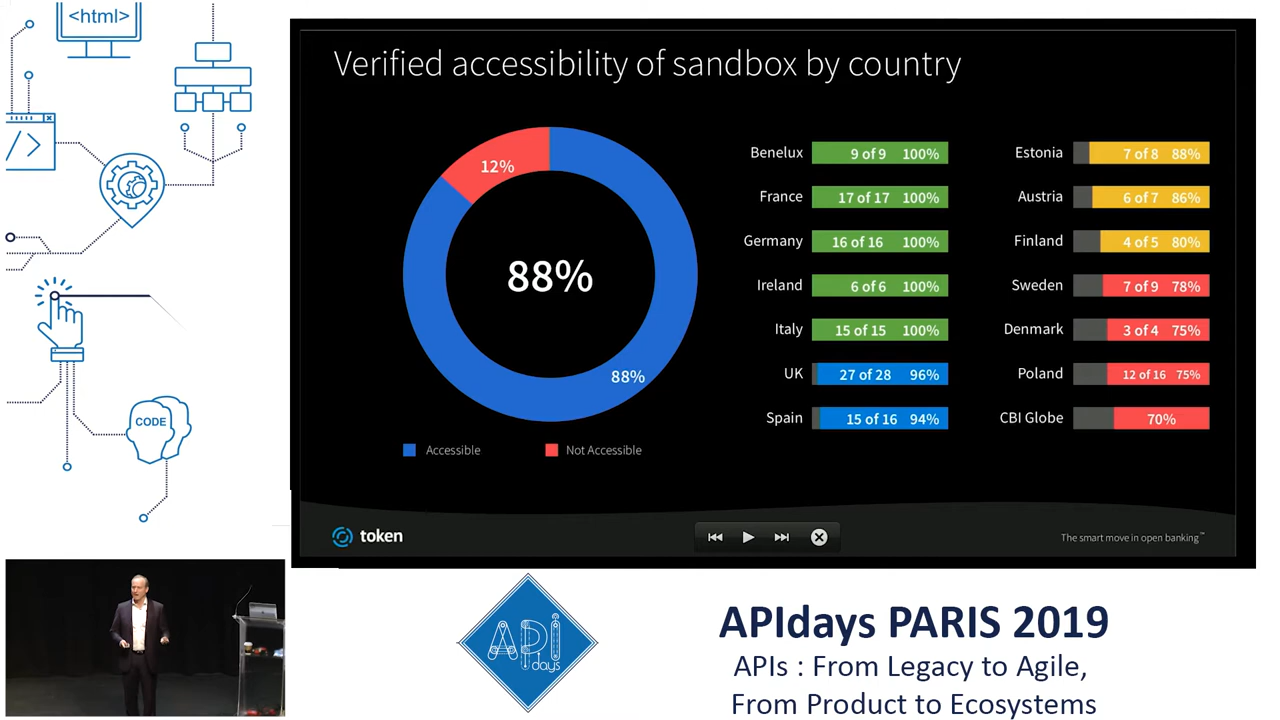 <html>
</>
CODE
Verified accessibility of sandbox by country
12%
88%
88%
Accessible
Not Accessible
Benelux 9 of 9 100%
France 17 of 17 100%
Germany 16 of 16 100%
Ireland 6 of 6 100%
Italy 15 of 15 100%
UK 27 of 28 96%
Spain 15 of 16 94%
Estonia 7 of 8 88%
Austria 6 of 7 86%
Finland 4 of 5 80%
Sweden 7 of 9 78%
Denmark 3 of 4 75%
Poland 12 of 16 75%
CBI Globe 70%
token
The smart move in open banking™
API
days
APIdays PARIS 2019
APIs : From Legacy to Agile,
From Product to Ecosystems